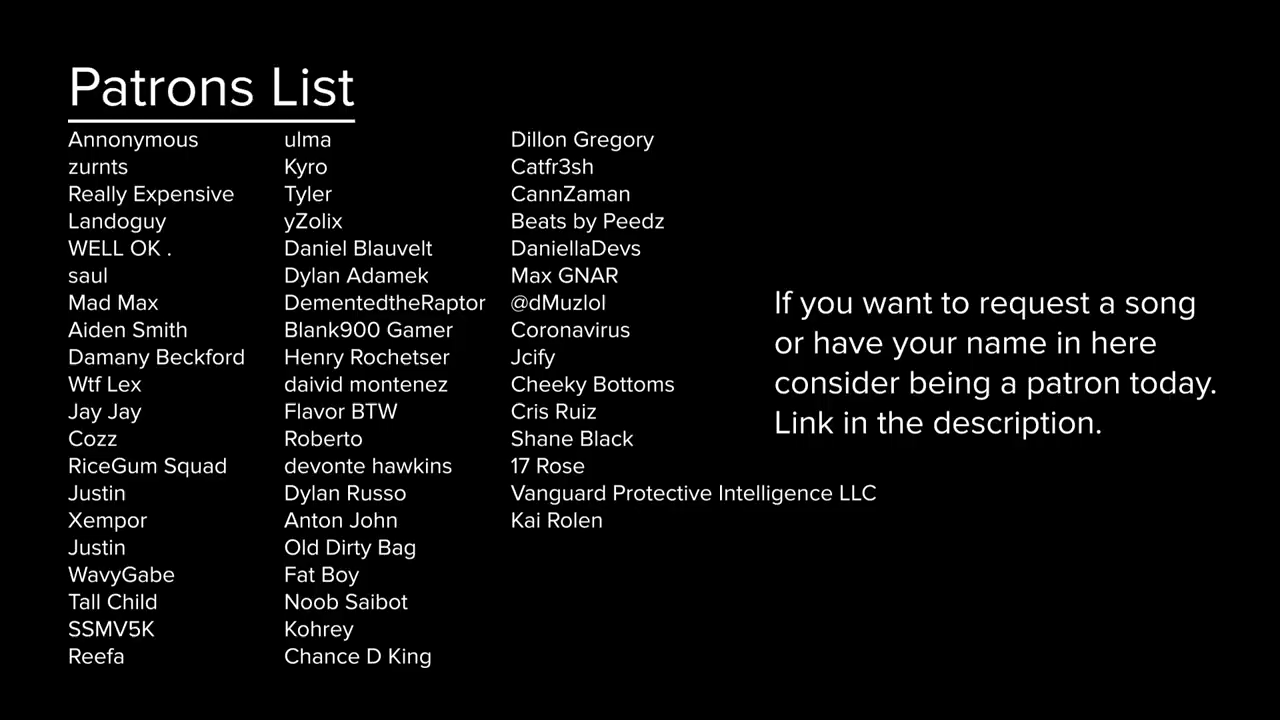 Patrons List
Annonymous
zurnts
Really Expensive
Landoguy
WELL OK .
saul
Mad Max
Aiden Smith
Damany Beckford
Wtf Lex
Jay Jay
Cozz
RiceGum Squad
Justin
Xempor
Justin
WavyGabe
Tall Child
SSMV5K
Reefa
ulma
Kyro
Tyler
yZolix
Daniel Blauvelt
Dylan Adamek
DementedtheRaptor
Blank900 Gamer
Henry Rochetser
daivid montenez
Flavor BTW
Roberto
devonte hawkins
Dylan Russo
Anton John
Old Dirty Bag
Fat Boy
Noob Saibot
Kohrey
Chance D King
Dillon Gregory
Catfr3sh
CannZaman
Beats by Peedz
DaniellaDevs
Max GNAR
@dMuzlol
Coronavirus
Jcify
Cheeky Bottoms
Cris Ruiz
Shane Black
17 Rose
Vanguard Protective Intelligence LLC
Kai Rolen
If you want to request a song
or have your name in here
consider being a patron today.
Link in the description.